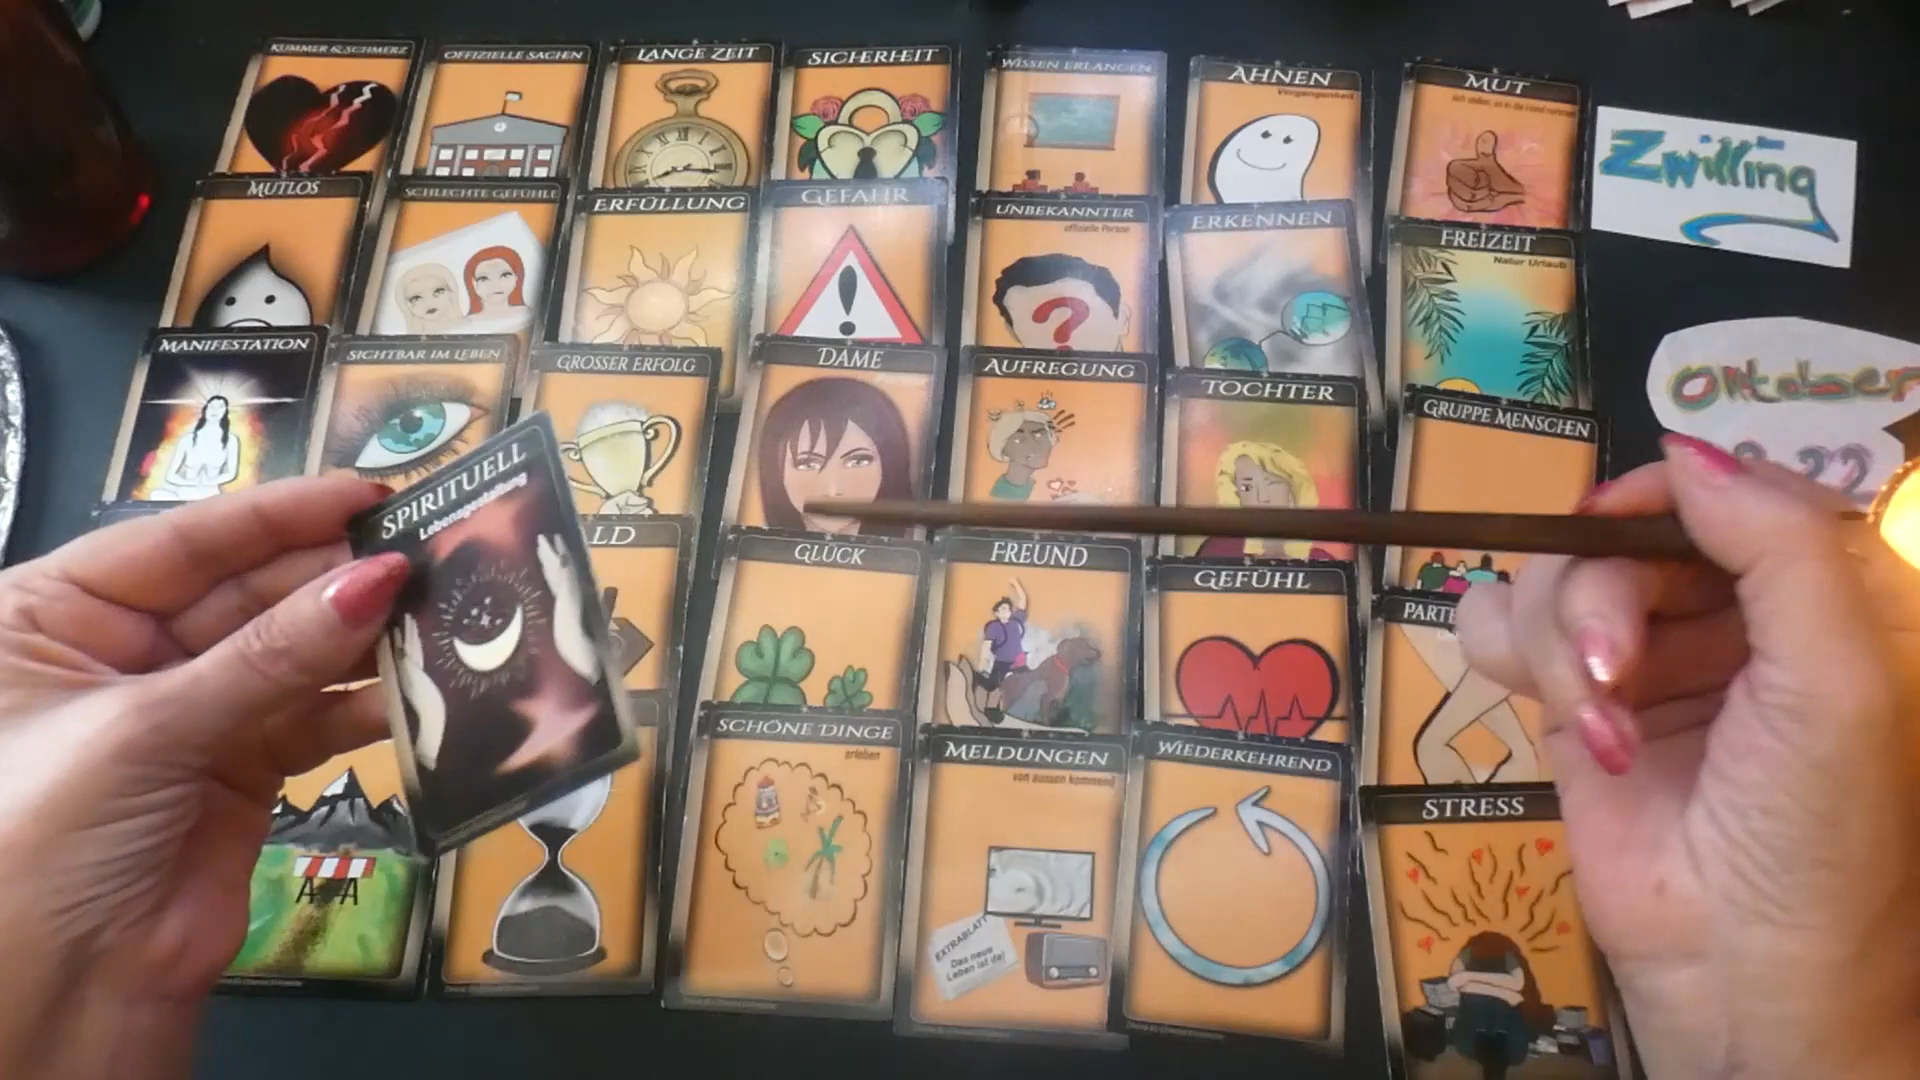 KUMMER & SCHMERZ
OFFIZIELLE SACHEN
LANGE ZEIT
SICHERHEIT
WISSEN ERLANGEN
AHNEN
Vergangenheit
MUT
Zwilling
MUTLOS
SCHLECHTE GEFÜHLE
ERFÜLLUNG
GEFAHR
UNBEKANNTER
offizielle Person
ERKENNEN
FREIZEIT
Natur Urlaub
MANIFESTATION
SICHTBAR IM LEBEN
GROSSER ERFOLG
DAME
AUFREGUNG
TOCHTER
GRUPPE MENSCHEN
Oktober
22
SPIRITUELL
Lebensgestaltung
LD
GLÜCK
FREUND
GEFÜHL
PART
SCHÖNE DINGE
erleben
MELDUNGEN
von aussen kommend
EXTRABLATT
Das neue
Leben ist da!
WIEDERKEHREND
STRESS